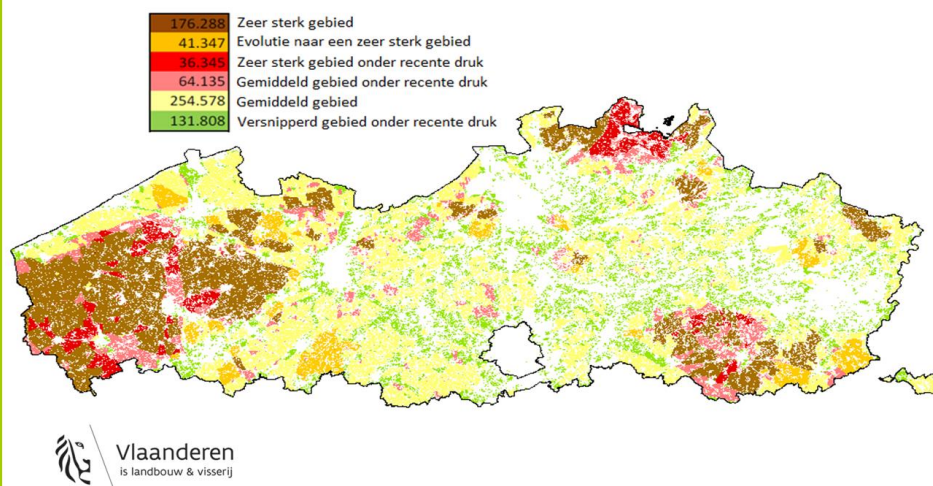 176.288 Zeer sterk gebied
41.347 Evolutie naar een zeer sterk gebied
36.345 Zeer sterk gebied onder recente druk
64.135 Gemiddeld gebied onder recente druk
254.578 Gemiddeld gebied
131.808 Versnipperd gebied onder recente druk
Vlaanderen
is landbouw & visserij